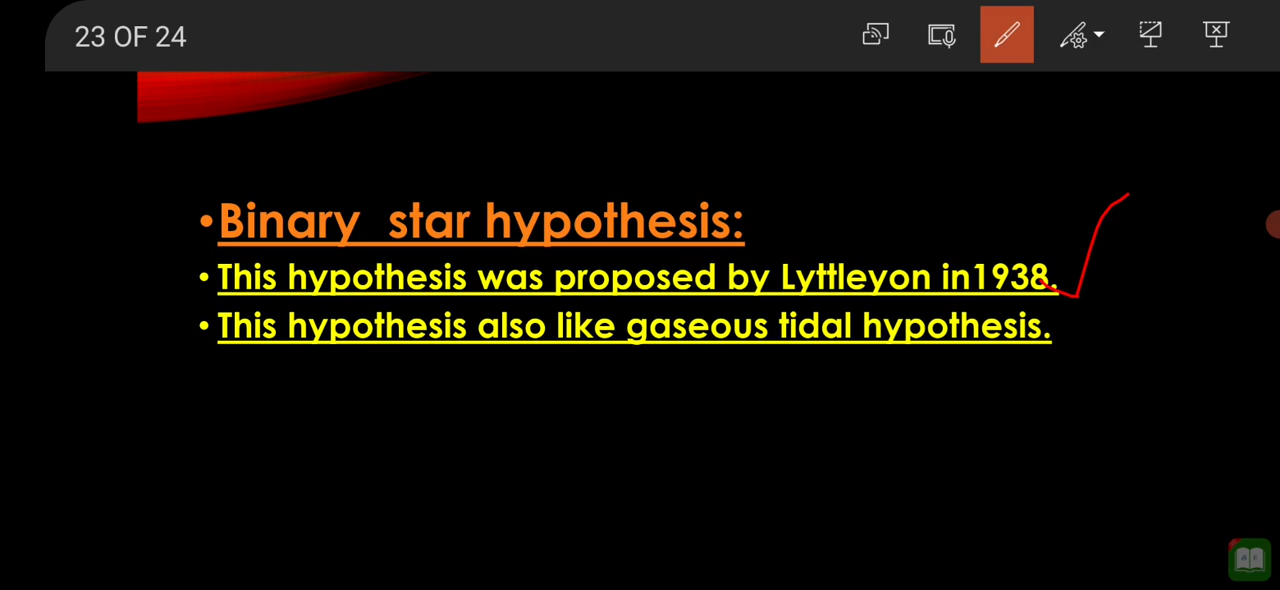 23 OF 24
•Binary star hypothesis:
• This hypothesis was proposed by Lyttleyon in1938.
• This hypothesis also like gaseous tidal hypothesis.